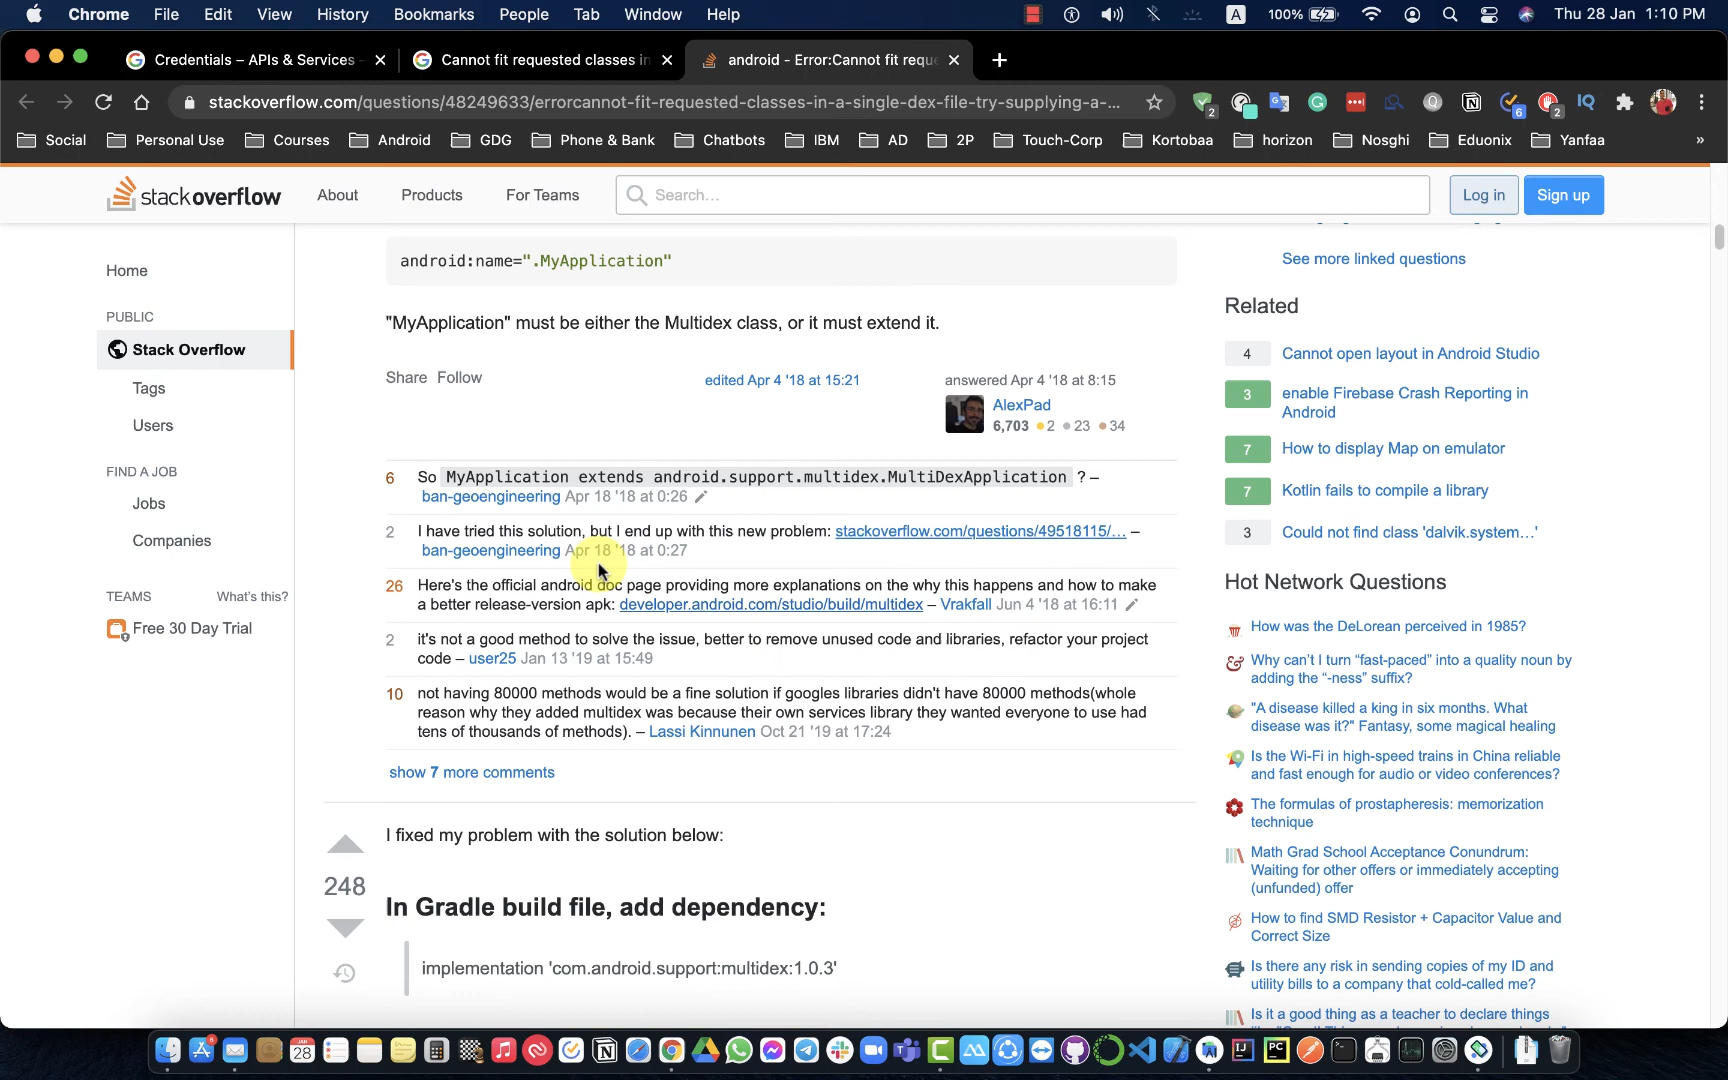 Chrome File Edit View History Bookmarks People Tab Window Help A 100% Thu 28 Jan 1:10 PM
Credentials – APIs & Services Cannot fit requested classes in android - Error:Cannot fit reque
stackoverflow.com/questions/48249633/errorcannot-fit-requested-classes-in-a-single-dex-file-try-supplying-a-...
Social Personal Use Courses Android GDG Phone & Bank Chatbots IBM AD 2P Touch-Corp Kortobaa horizon Nosghi Eduonix Yanfaa »
stackoverflow About Products For Teams Search... Log in Sign up
Home
PUBLIC
Stack Overflow
Tags
Users
FIND A JOB
Jobs
Companies
TEAMS What's this?
Free 30 Day Trial
android:name=".MyApplication"
"MyApplication" must be either the Multidex class, or it must extend it.
Share Follow edited Apr 4 '18 at 15:21 answered Apr 4 '18 at 8:15
AlexPad
6,703 2 23 34
6 So MyApplication extends android.support.multidex.MultiDexApplication ? –
ban-geoengineering Apr 18 '18 at 0:26
2 I have tried this solution, but I end up with this new problem: stackoverflow.com/questions/49518115/... –
ban-geoengineering Apr 18 '18 at 0:27
26 Here's the official android doc page providing more explanations on the why this happens and how to make
a better release-version apk: developer.android.com/studio/build/multidex – Vrakfall Jun 4 '18 at 16:11
2 it's not a good method to solve the issue, better to remove unused code and libraries, refactor your project
code – user25 Jan 13 '19 at 15:49
10 not having 80000 methods would be a fine solution if googles libraries didn't have 80000 methods(whole
reason why they added multidex was because their own services library they wanted everyone to use had
tens of thousands of methods). – Lassi Kinnunen Oct 21 '19 at 17:24
show 7 more comments
I fixed my problem with the solution below:
248
In Gradle build file, add dependency:
implementation 'com.android.support:multidex:1.0.3'
See more linked questions
Related
4 Cannot open layout in Android Studio
3 enable Firebase Crash Reporting in
Android
7 How to display Map on emulator
7 Kotlin fails to compile a library
3 Could not find class 'dalvik.system…'
Hot Network Questions
How was the DeLorean perceived in 1985?
Why can't I turn "fast-paced" into a quality noun by
adding the "-ness" suffix?
"A disease killed a king in six months. What
disease was it?" Fantasy, some magical healing
Is the Wi-Fi in high-speed trains in China reliable
and fast enough for audio or video conferences?
The formulas of prostapheresis: memorization
technique
Math Grad School Acceptance Conundrum:
Waiting for other offers or immediately accepting
(unfunded) offer
How to find SMD Resistor + Capacitor Value and
Correct Size
Is there any risk in sending copies of my ID and
utility bills to a company that cold-called me?
Is it a good thing as a teacher to declare things